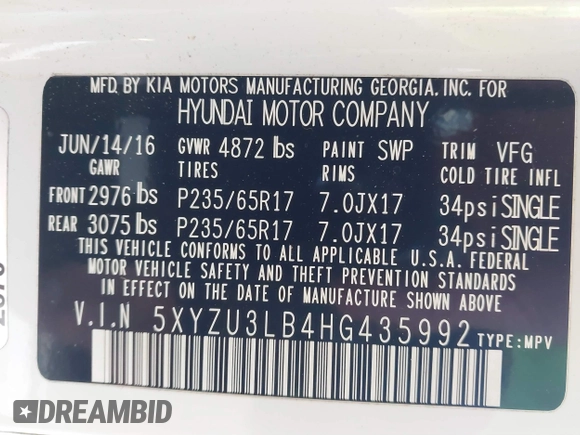 MFD. BY KIA MOTORS MANUFACTURING GEORGIA. INC. FOR
HYUNDAI MOTOR COMPANY
JUN/14/16 GVWR 4872 lbs PAINT SWP TRIM VFG
GAWR TIRES RIMS COLD TIRE INFL
FRONT 2976 lbs P235/65R17 7.0JX17 34psi SINGLE
REAR 3075 lbs P235/65R17 7.0JX17 34psi SINGLE
THIS VEHICLE CONFORMS TO ALL APPLICABLE U.S.A. FEDERAL
MOTOR VEHICLE SAFETY AND THEFT PREVENTION STANDARDS
IN EFFECT ON THE DATE OF MANUFACTURE SHOWN ABOVE.
V.I.N 5XYZU3LB4HG435992 TYPE:MPV
DREAMBID